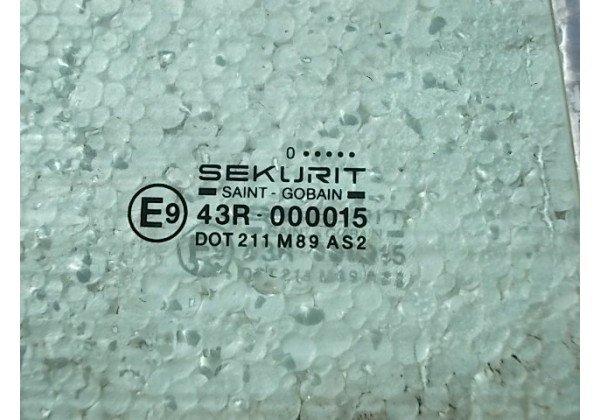 0 •••••
SEKURIT
SAINT - GOBAIN
E9 43R - 000015
DOT 211 M89 AS2